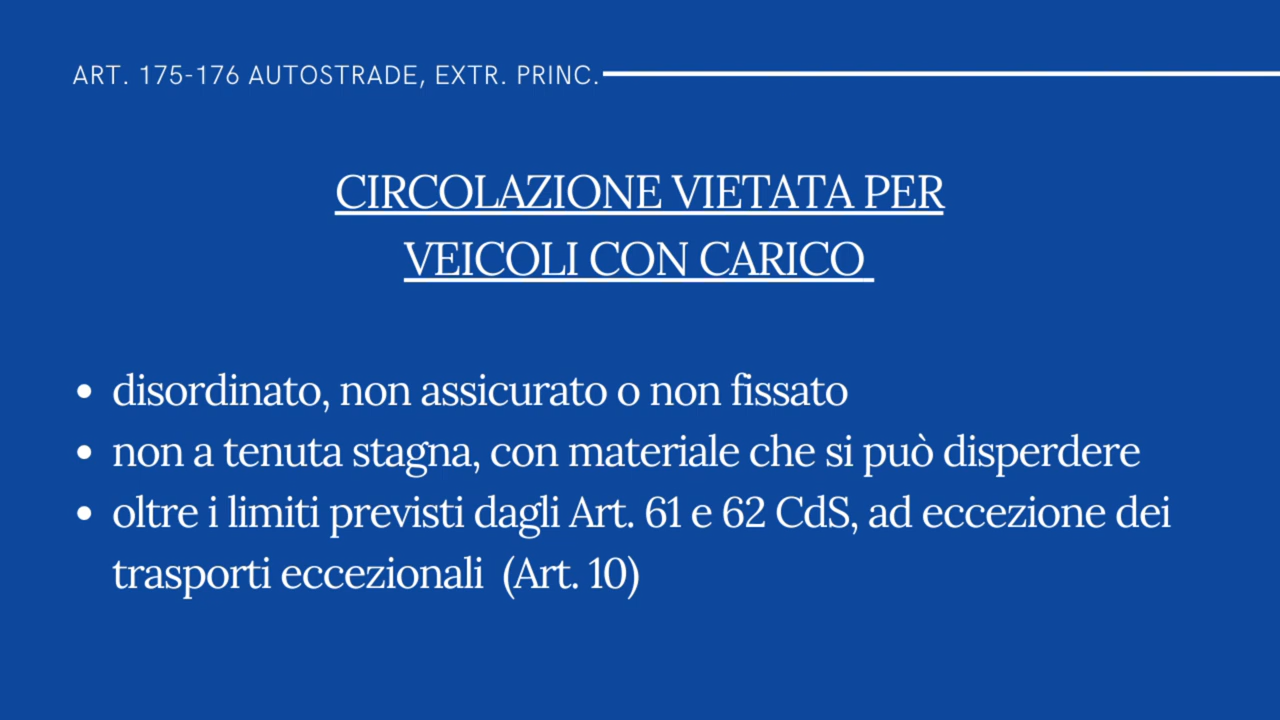 ART. 175-176 AUTOSTRADE, EXTR. PRINC.
CIRCOLAZIONE VIETATA PER
VEICOLI CON CARICO
• disordinato, non assicurato o non fissato
• non a tenuta stagna, con materiale che si può disperdere
• oltre i limiti previsti dagli Art. 61 e 62 CdS, ad eccezione dei
trasporti eccezionali (Art. 10)